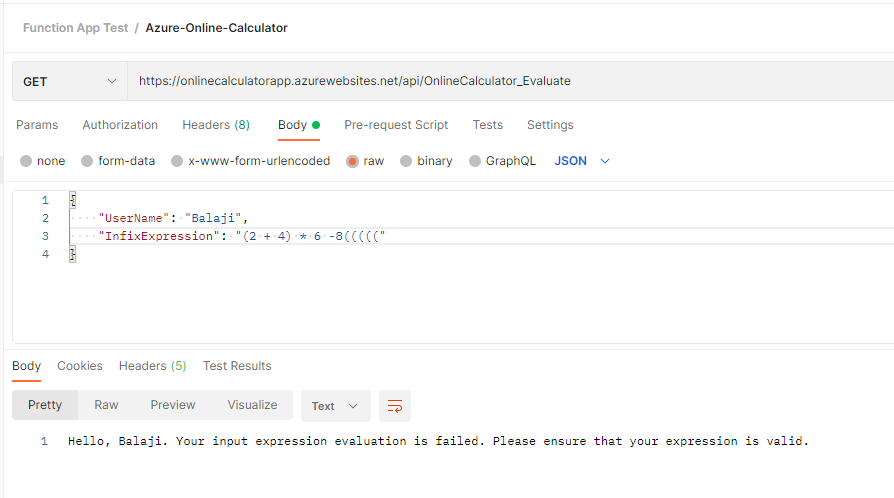 Function App Test / Azure-Online-Calculator
GET https://onlinecalculatorapp.azurewebsites.net/api/OnlineCalculator_Evaluate
Params Authorization Headers (8) Body Pre-request Script Tests Settings
none form-data x-www-form-urlencoded raw binary GraphQL JSON
1 {
2 "UserName": "Balaji",
3 "InfixExpression": "(2 + 4) * 6 -8((((("
4 }
Body Cookies Headers (5) Test Results
Pretty Raw Preview Visualize Text
1 Hello, Balaji. Your input expression evaluation is failed. Please ensure that your expression is valid.